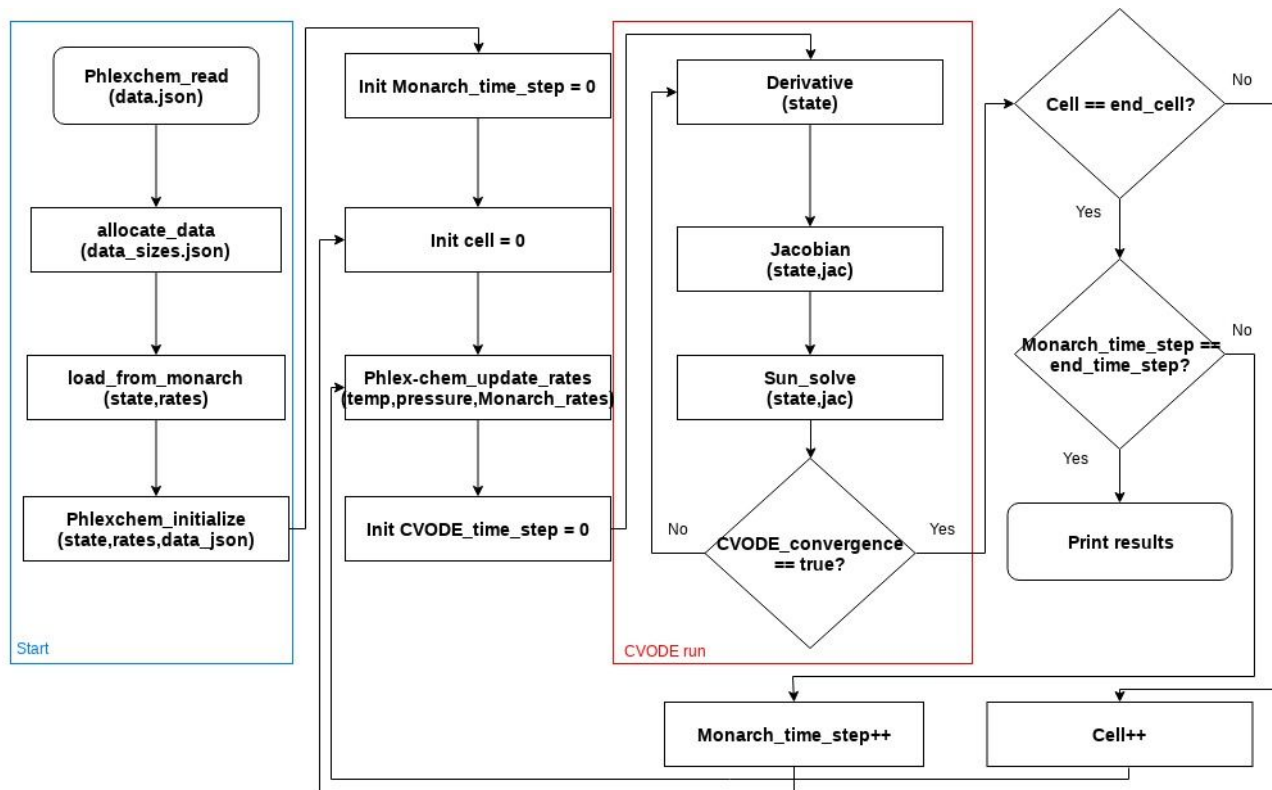 Phlexchem_read
(data.json)
allocate_data
(data_sizes.json)
load_from_monarch
(state,rates)
Phlexchem_initialize
(state,rates,data_json)
Start
Init Monarch_time_step = 0
Init cell = 0
Phlex-chem_update_rates
(temp,pressure,Monarch_rates)
Init CVODE_time_step = 0
Derivative
(state)
Jacobian
(state,jac)
Sun_solve
(state,jac)
No
CVODE_convergence
== true?
Yes
CVODE run
Cell == end_cell?
No
Yes
Monarch_time_step ==
end_time_step?
No
Yes
Print results
Monarch_time_step++
Cell++